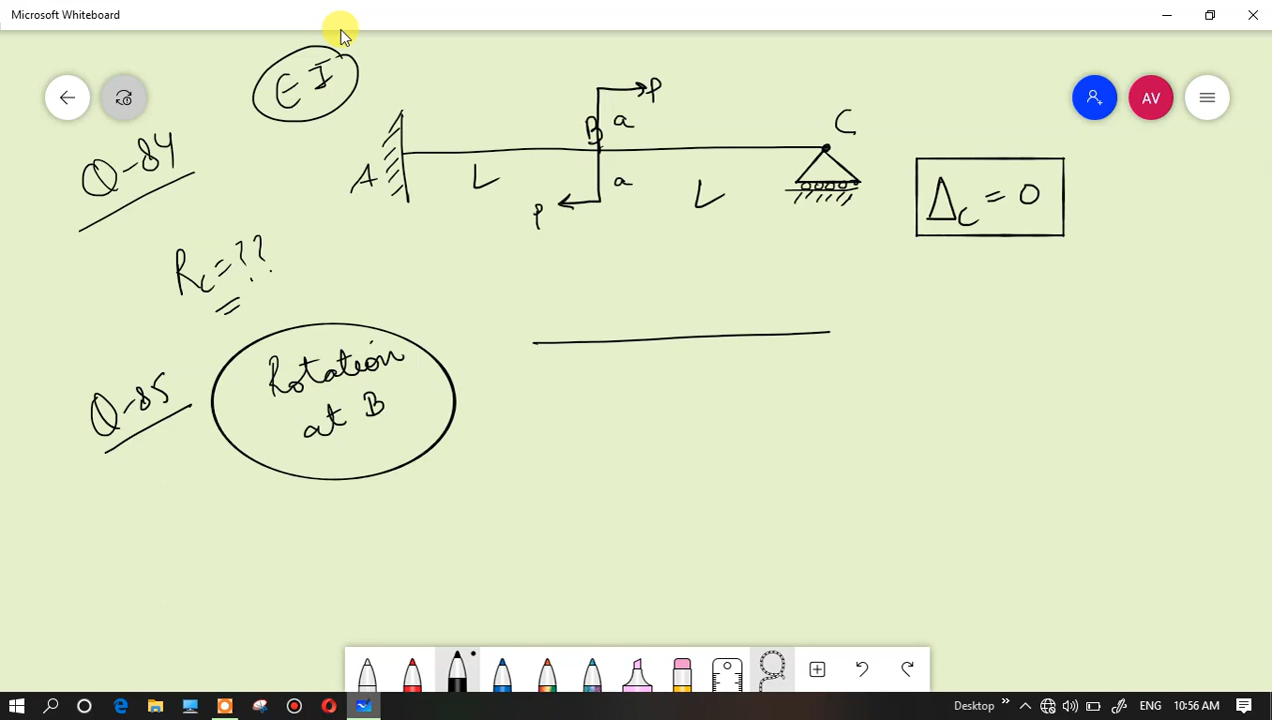 Microsoft Whiteboard
EI
P
AV
a
B
C
Q-84
A
L
a
L
P
Δc = 0
Rc = ??
Rotation
at B
Q-85
Desktop
ENG
10:56 AM